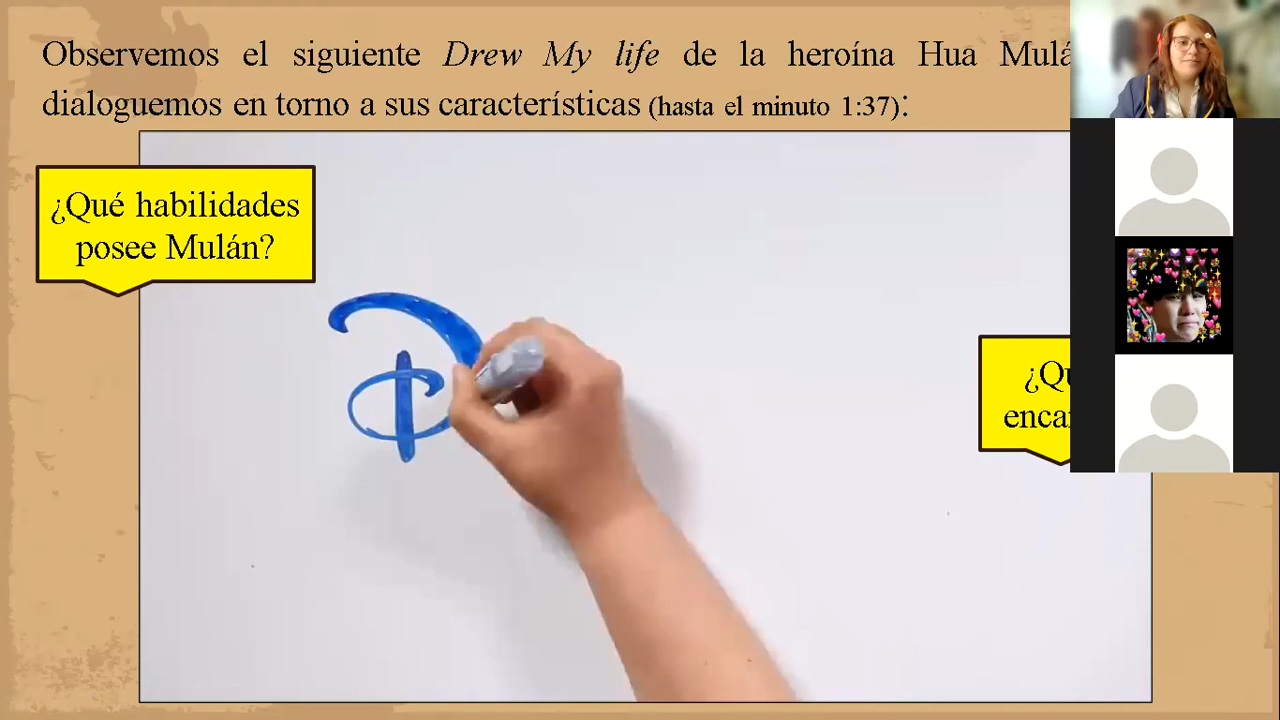 Observemos el siguiente Drew My life de la heroína Hua
dialoguemos en torno a sus características (hasta el minuto 1:37):
¿Qué habilidades
posee Mulán?